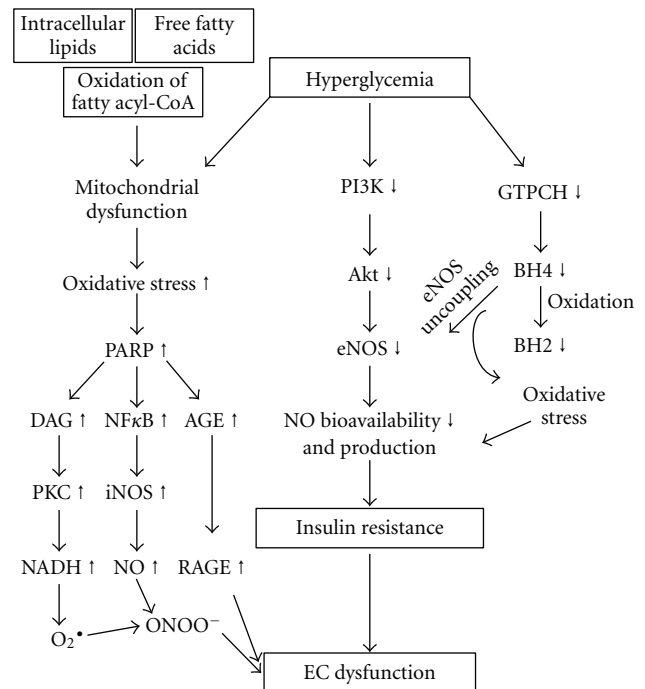 Intracellular
lipids
Free fatty
acids
Oxidation of
fatty acyl-CoA
Hyperglycemia
Mitochondrial
dysfunction
PI3K ↓
GTPCH ↓
Oxidative stress ↑
Akt ↓
eNOS
uncoupling
BH4 ↓
Oxidation
PARP ↑
eNOS ↓
BH2 ↓
DAG ↑
NFκB ↑
AGE ↑
NO bioavailability ↓
and production
Oxidative
stress
PKC ↑
iNOS ↑
Insulin resistance
NADH ↑
NO ↑
RAGE ↑
O₂•
ONOO⁻
EC dysfunction